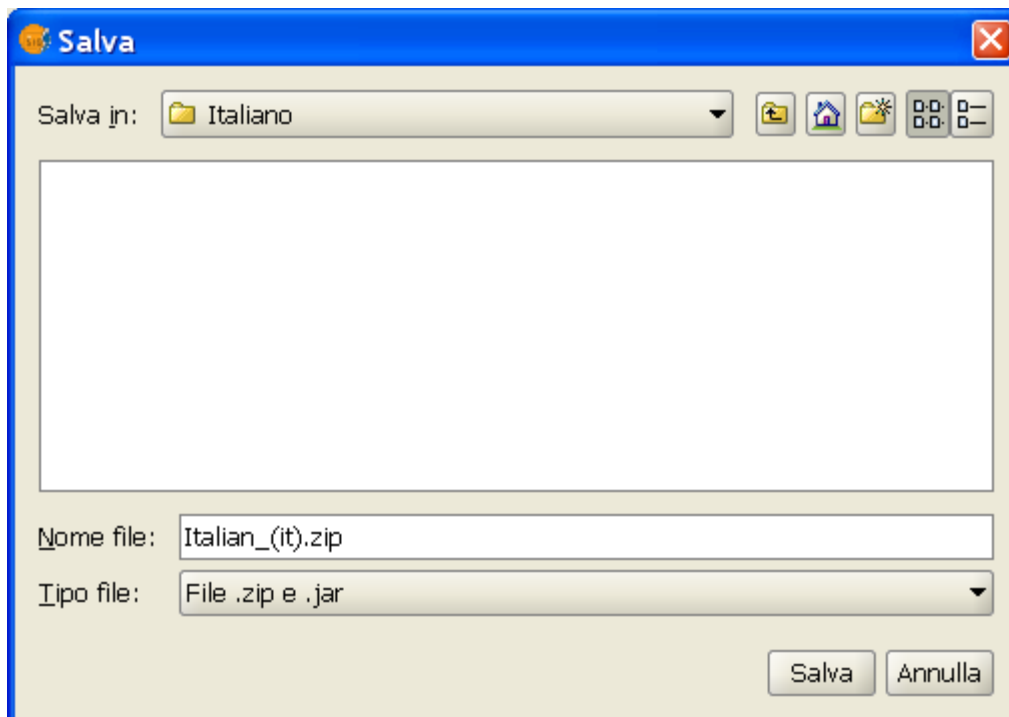 Salva
Salva in: Italiano
Nome file: Italian_(it).zip
Tipo file: File .zip e .jar
Salva Annulla